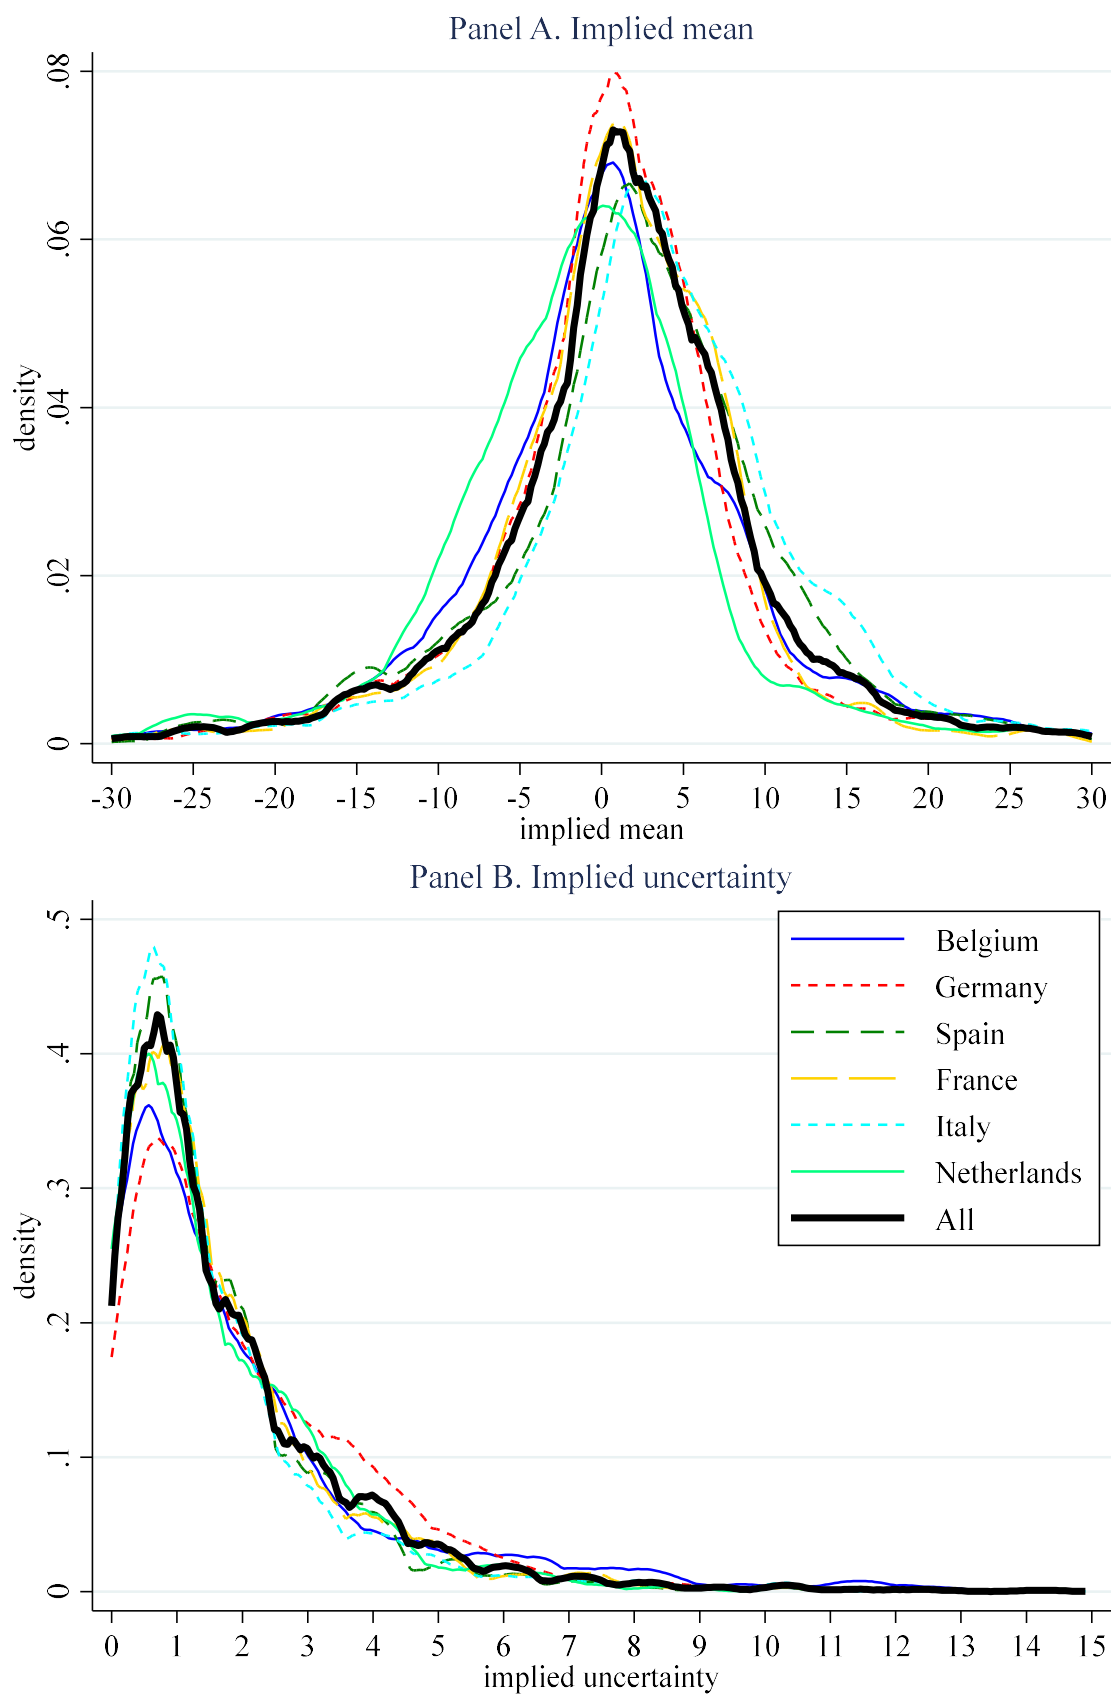 Panel A. Implied mean
density
.08
.06
.04
.02
0
-30 -25 -20 -15 -10 -5 0 5 10 15 20 25 30
implied mean
Panel B. Implied uncertainty
density
.5
.4
.3
.2
.1
0
Belgium
Germany
Spain
France
Italy
Netherlands
All
0 1 2 3 4 5 6 7 8 9 10 11 12 13 14 15
implied uncertainty